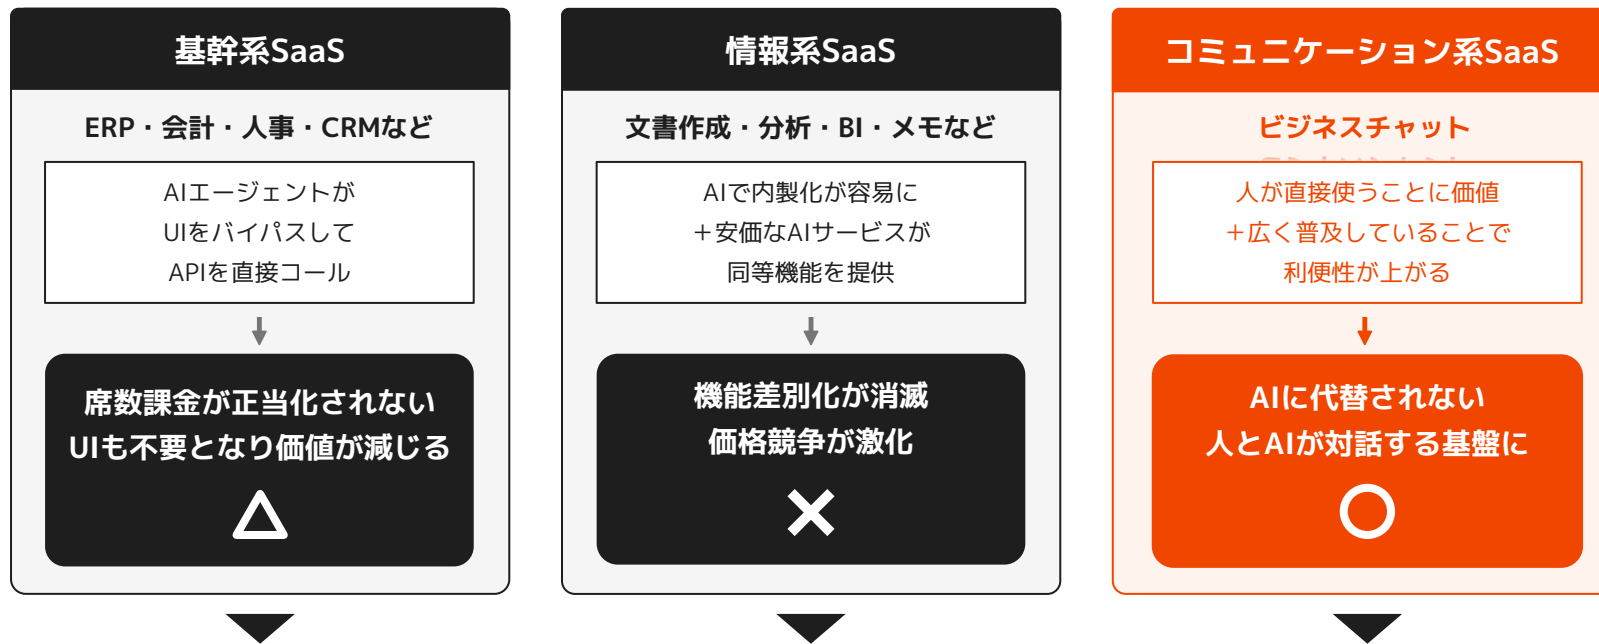 基幹系SaaS
ERP・会計・人事・CRMなど
AIエージェントが
UIをバイパスして
APIを直接コール
席数課金が正当化されない
UIも不要となり価値が減じる
情報系SaaS
文書作成・分析・BI・メモなど
AIで内製化が容易に
＋安価なAIサービスが
同等機能を提供
機能差別化が消滅
価格競争が激化
コミュニケーション系SaaS
ビジネスチャット
人が直接使うことに価値
＋広く普及していることで
利便性が上がる
AIに代替されない
人とAIが対話する基盤に